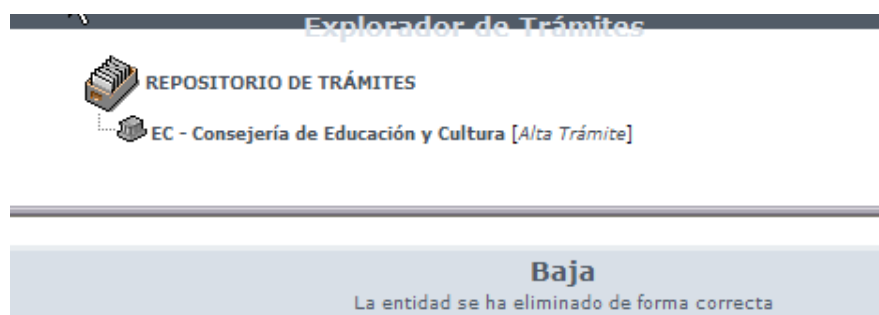 Explorador de Trámites
REPOSITORIO DE TRÁMITES
EC - Consejería de Educación y Cultura [Alta Trámite]
Baja
La entidad se ha eliminado de forma correcta